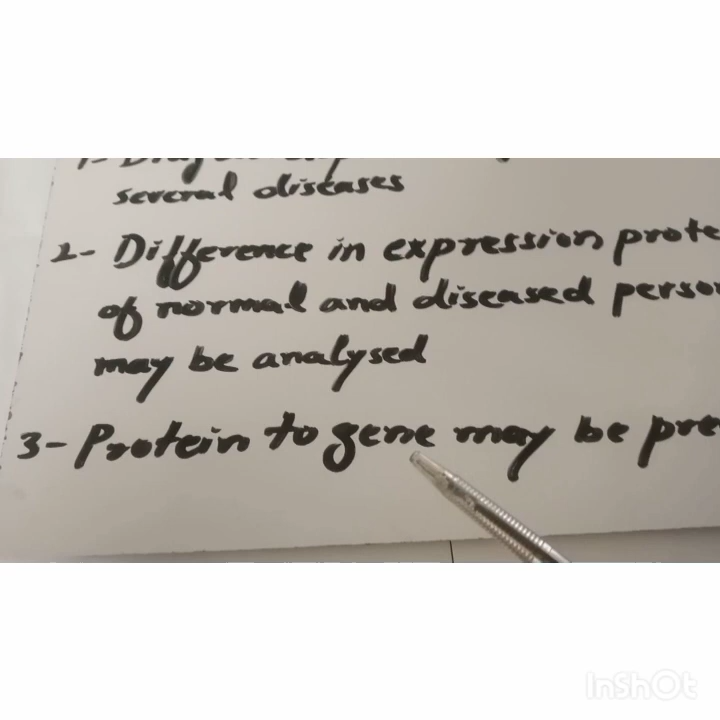 several diseases
2- Difference in expression prote
of normal and diseased perso
may be analysed
3- Protein to gene may be pre
InShOt